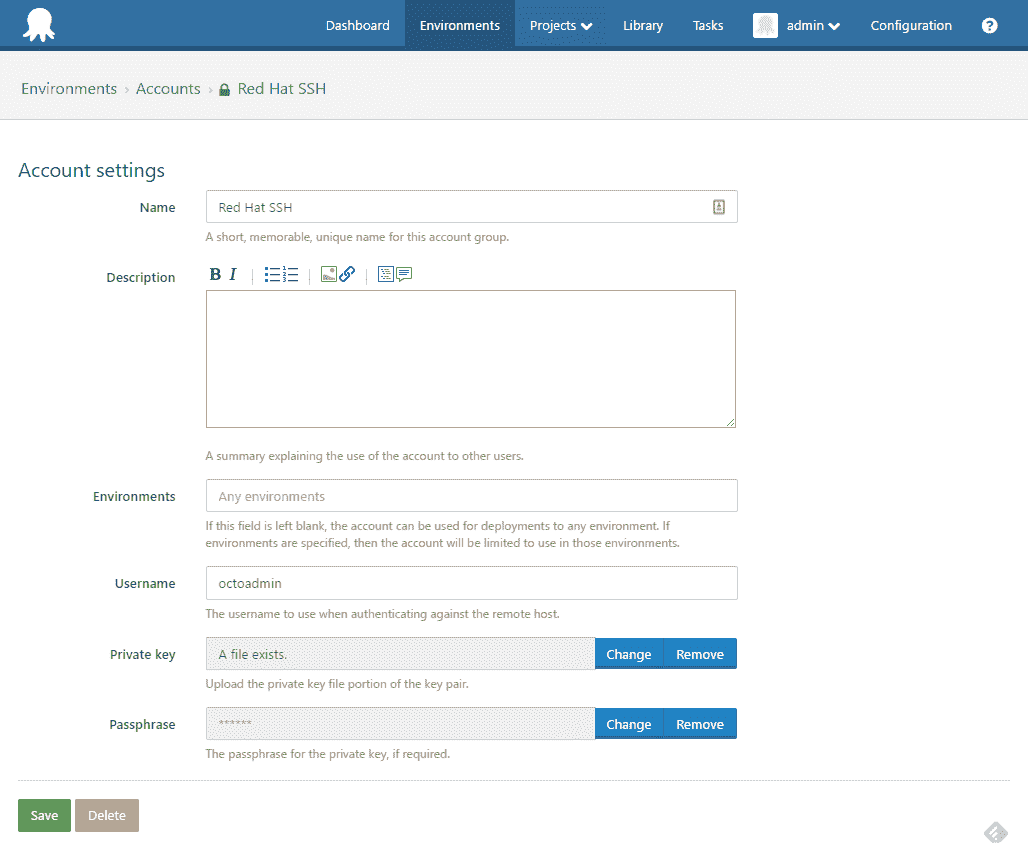 Dashboard Environments Projects Library Tasks admin Configuration ?
Environments › Accounts › Red Hat SSH
Account settings
Name
Red Hat SSH
A short, memorable, unique name for this account group.
Description
B I
A summary explaining the use of the account to other users.
Environments
Any environments
If this field is left blank, the account can be used for deployments to any environment. If
environments are specified, then the account will be limited to use in those environments.
Username
octoadmin
The username to use when authenticating against the remote host.
Private key
A file exists.
Change Remove
Upload the private key file portion of the key pair.
Passphrase
******
Change Remove
The passphrase for the private key, if required.
Save Delete